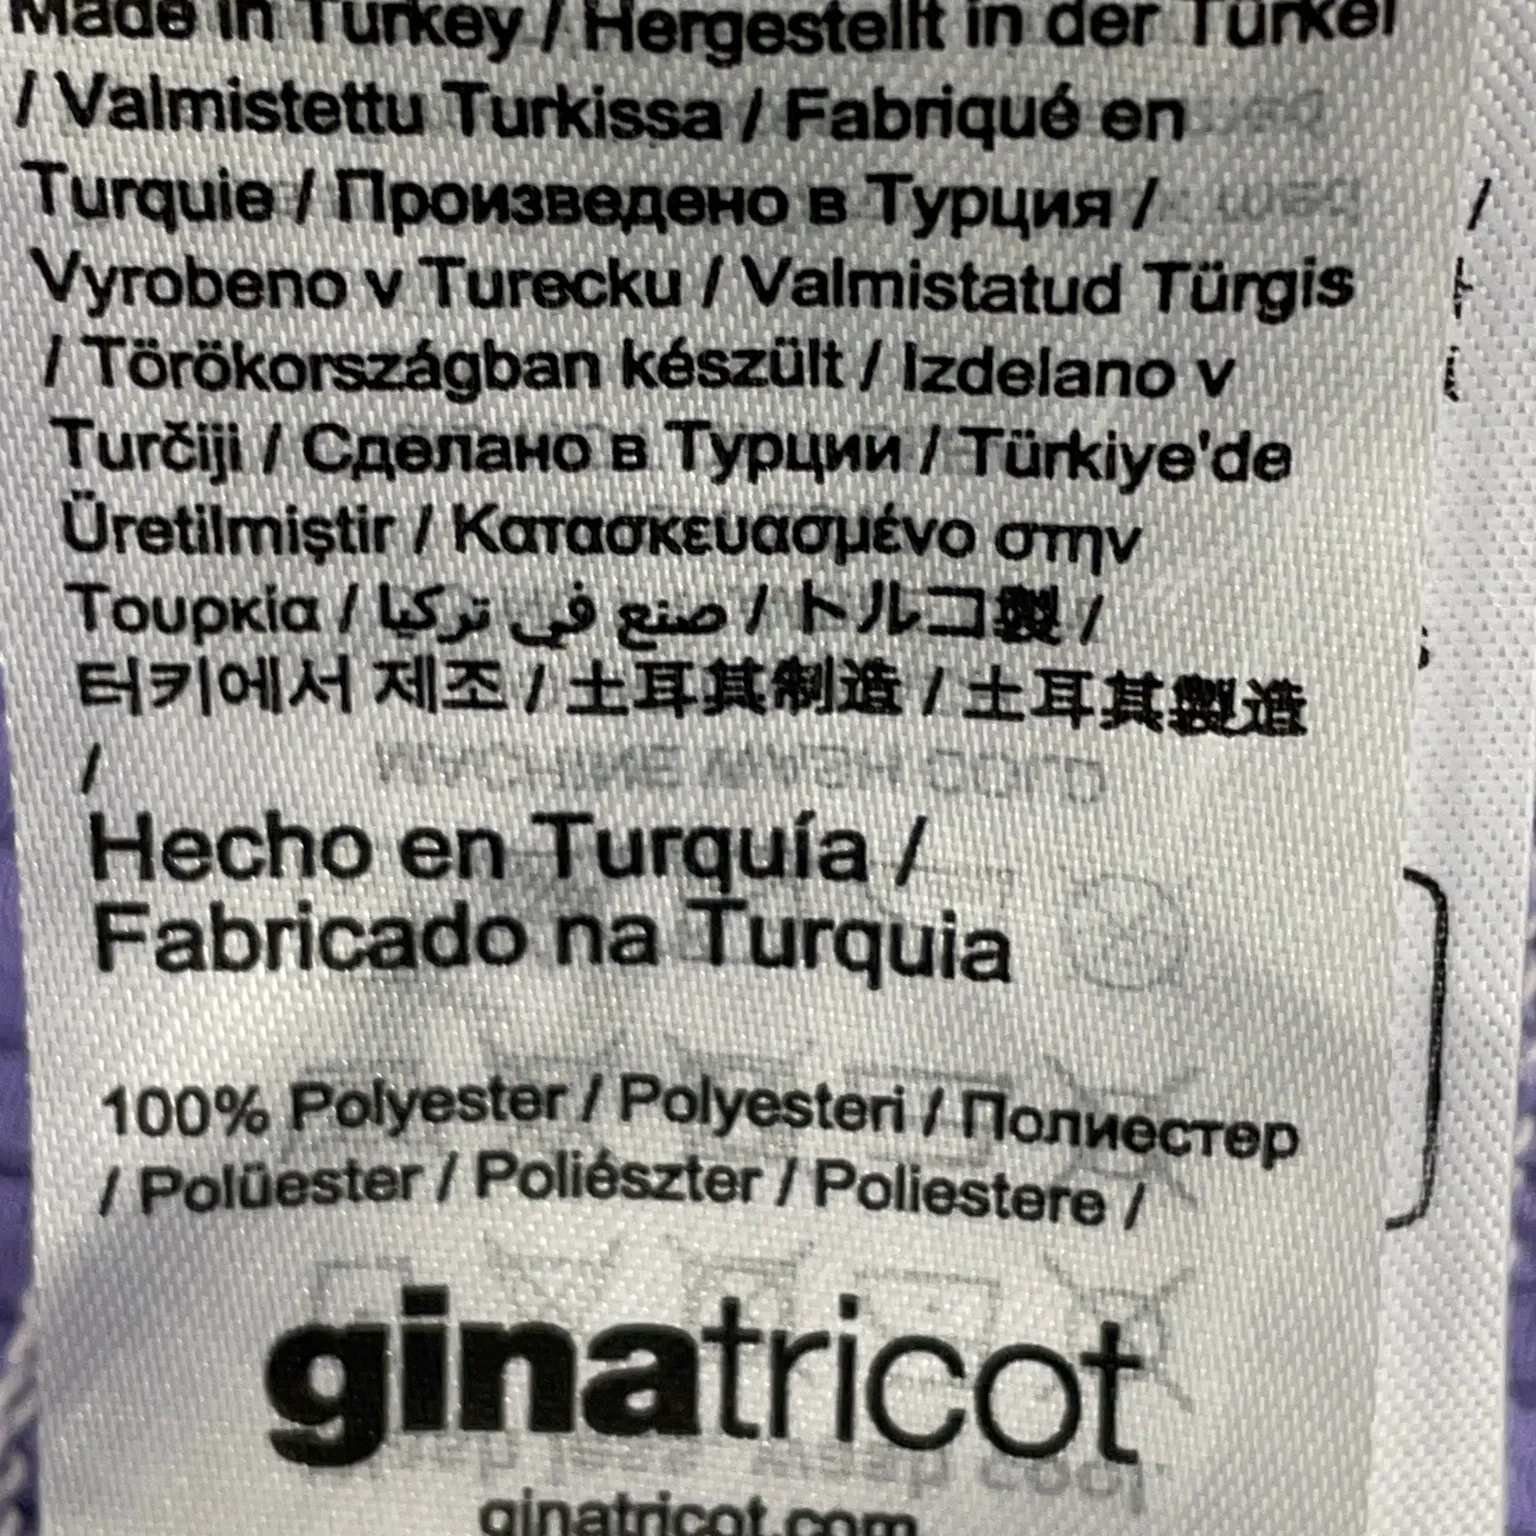 Made in Turkey / Hergestellt in der Türkei
/ Valmistettu Turkissa / Fabriqué en
Turquie / Произведено в Турция /
Vyrobeno v Turecku / Valmistatud Türgis
/ Törökországban készült / Izdelano v
Turčiji / Сделано в Турции / Türkiye'de
Üretilmiştir / Κατασκευασμένο στην
Τουρκία / صنع في تركيا / トルコ製 /
터키에서 제조 / 土耳其制造 / 土耳其製造
/
Hecho en Turquía /
Fabricado na Turquia
100% Polyester / Polyesteri / Полиестер
/ Polüester / Poliészter / Poliestere /
ginatricot
ginatricot.com